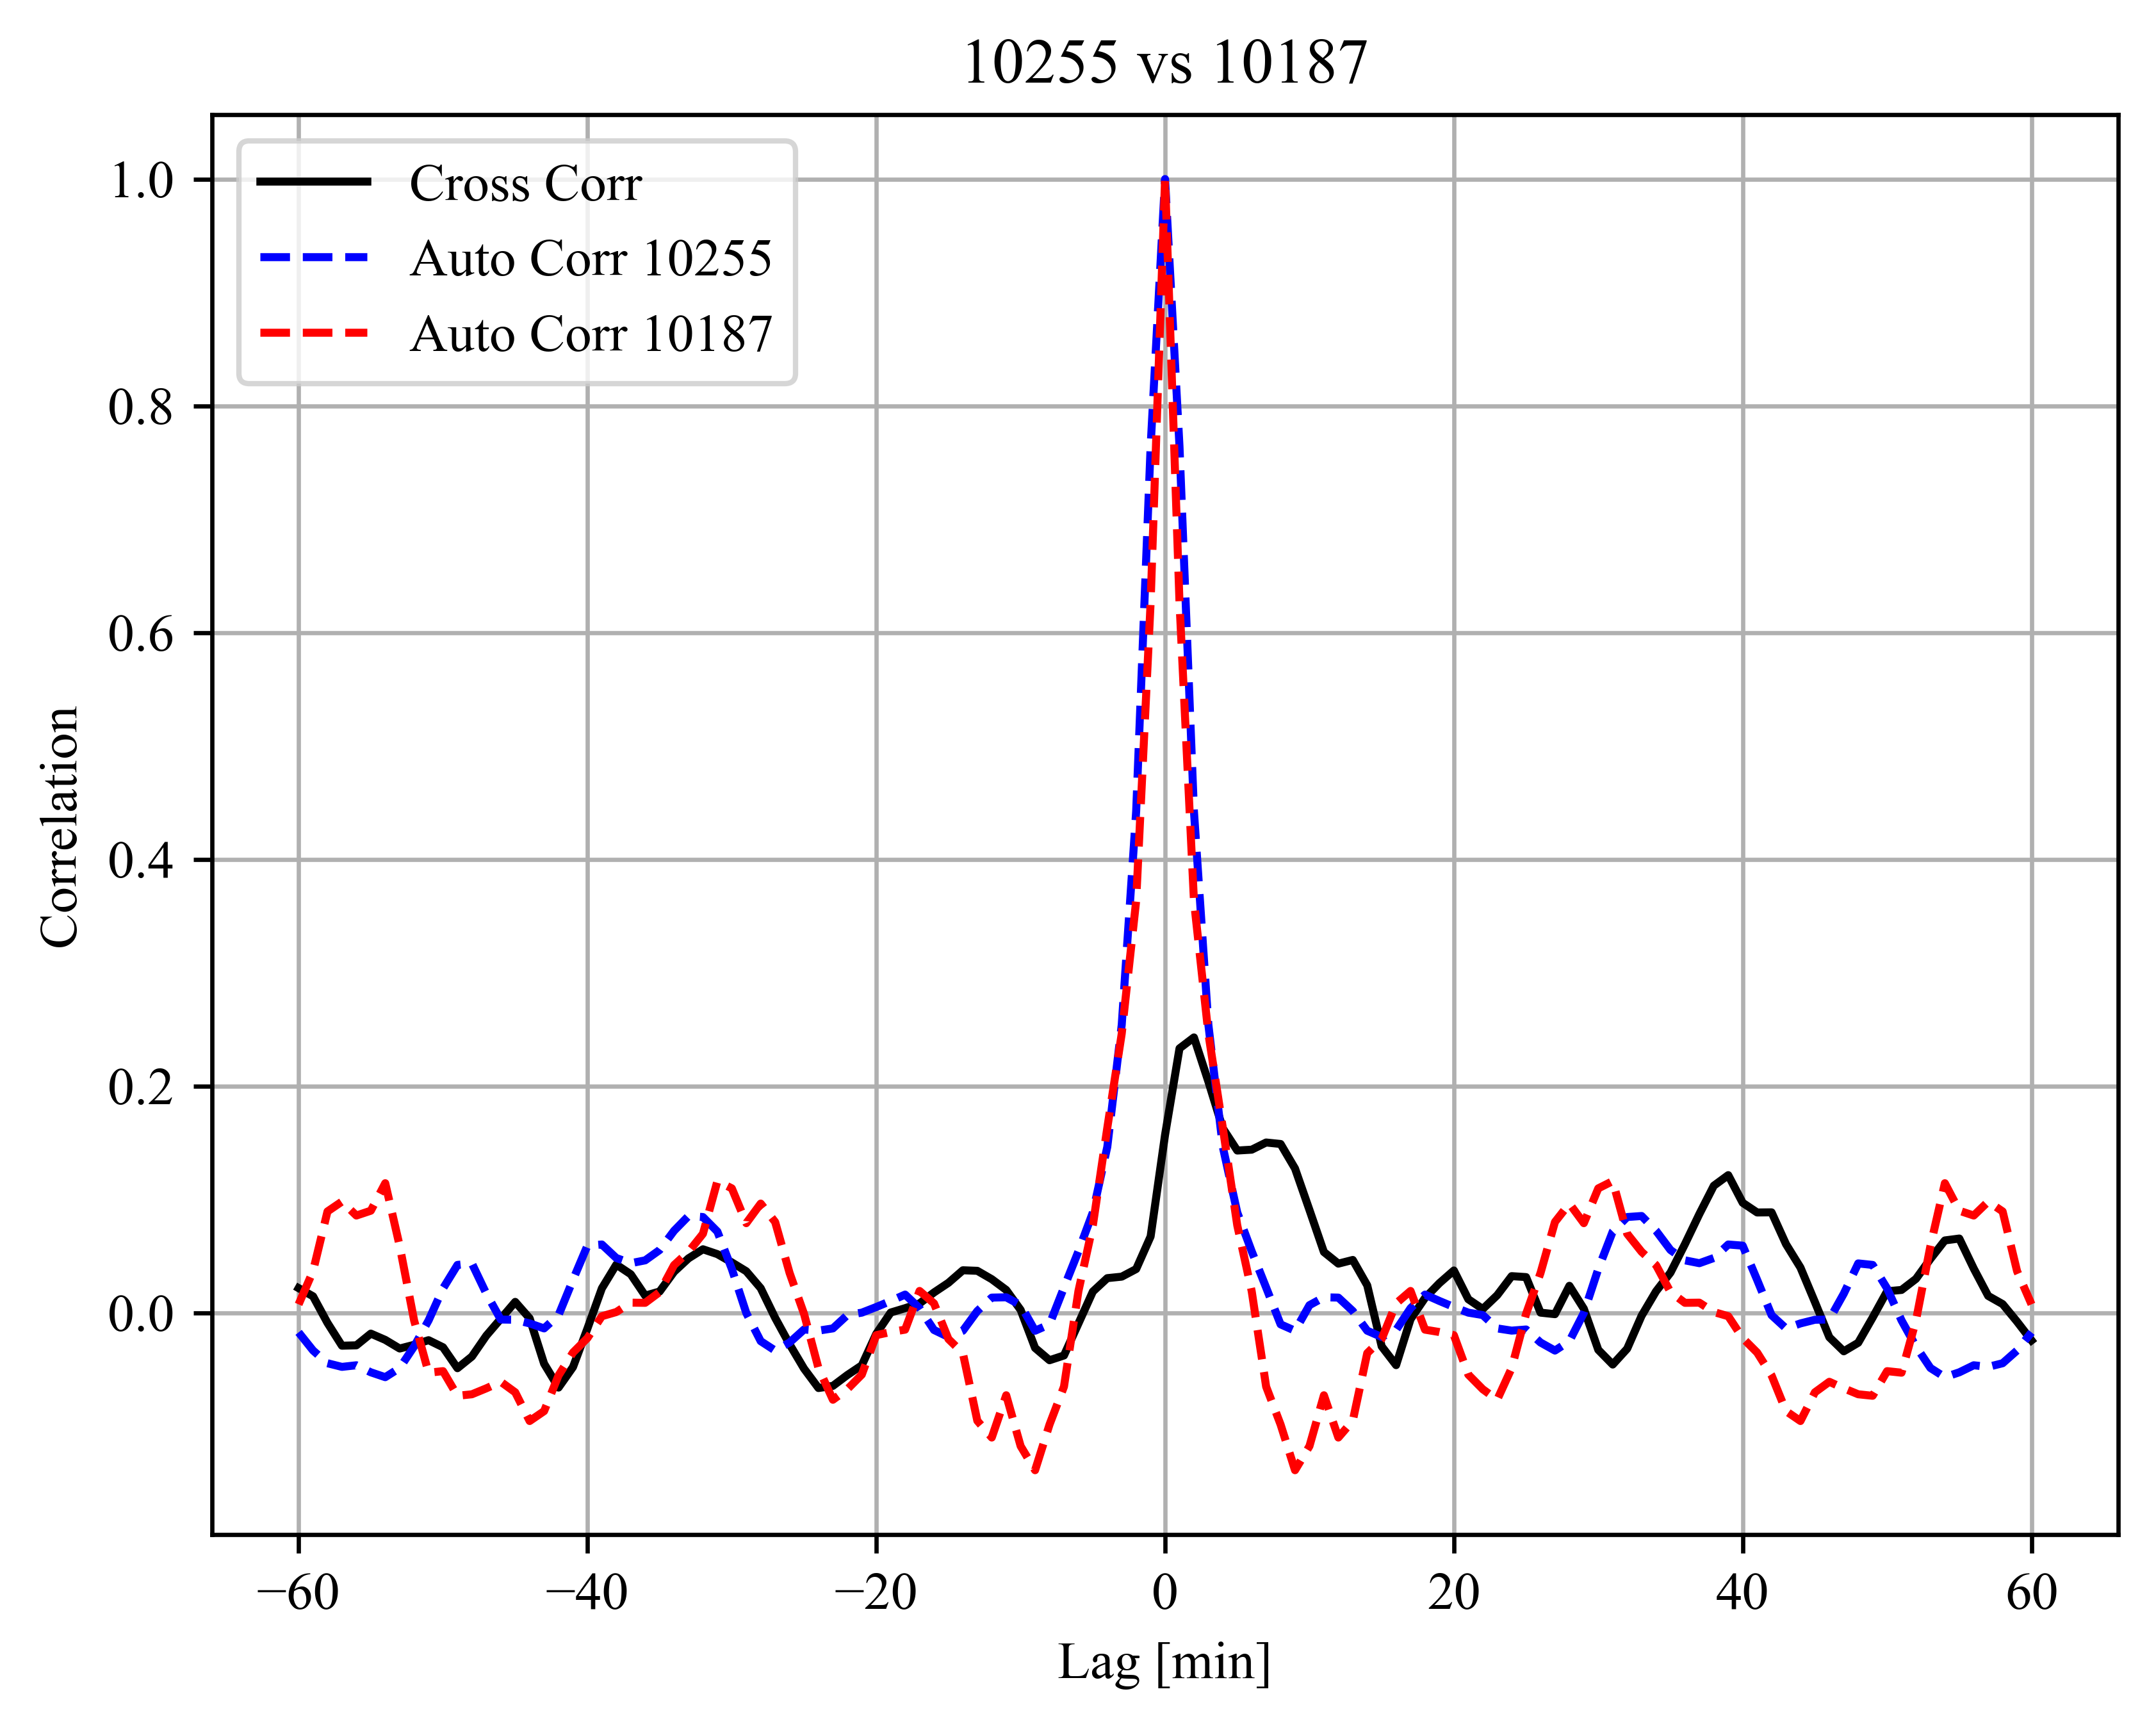 10255 vs 10187
Cross Corr
Auto Corr 10255
Auto Corr 10187
1.0
0.8
0.6
0.4
0.2
0.0
Correlation
−60 −40 −20 0 20 40 60
Lag [min]